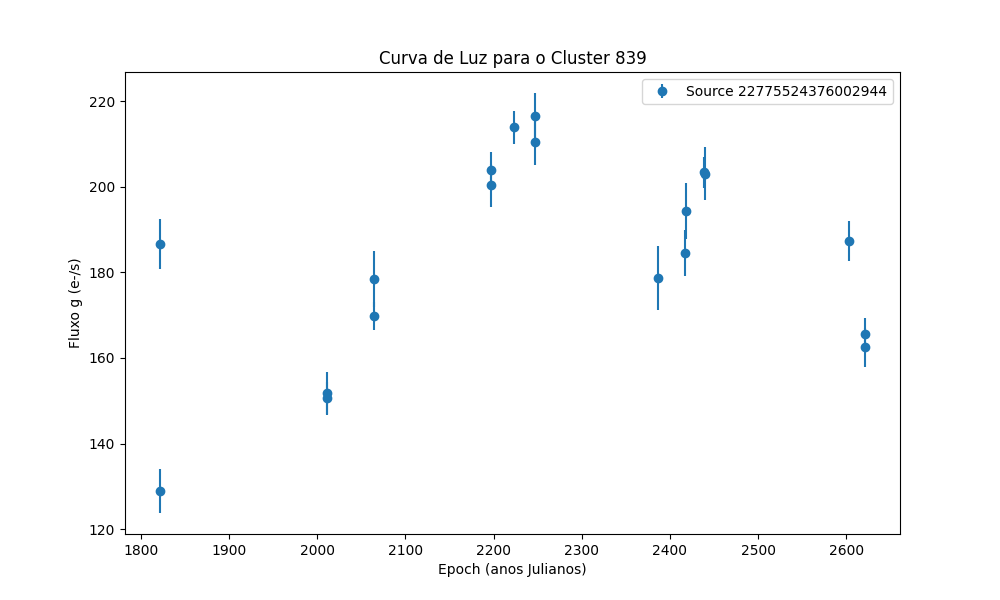 Curva de Luz para o Cluster 839
Source 22775524376002944
Fluxo g (e-/s)
220
200
180
160
140
120
1800 1900 2000 2100 2200 2300 2400 2500 2600
Epoch (anos Julianos)